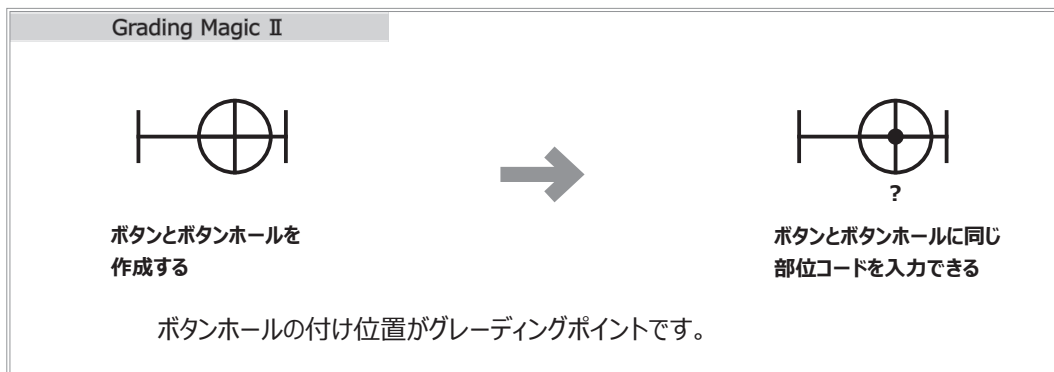 Grading Magic Ⅱ
?
ボタンとボタンホールを
作成する
ボタンとボタンホールに同じ
部位コードを入力できる
ボタンホールの付け位置がグレーディングポイントです。